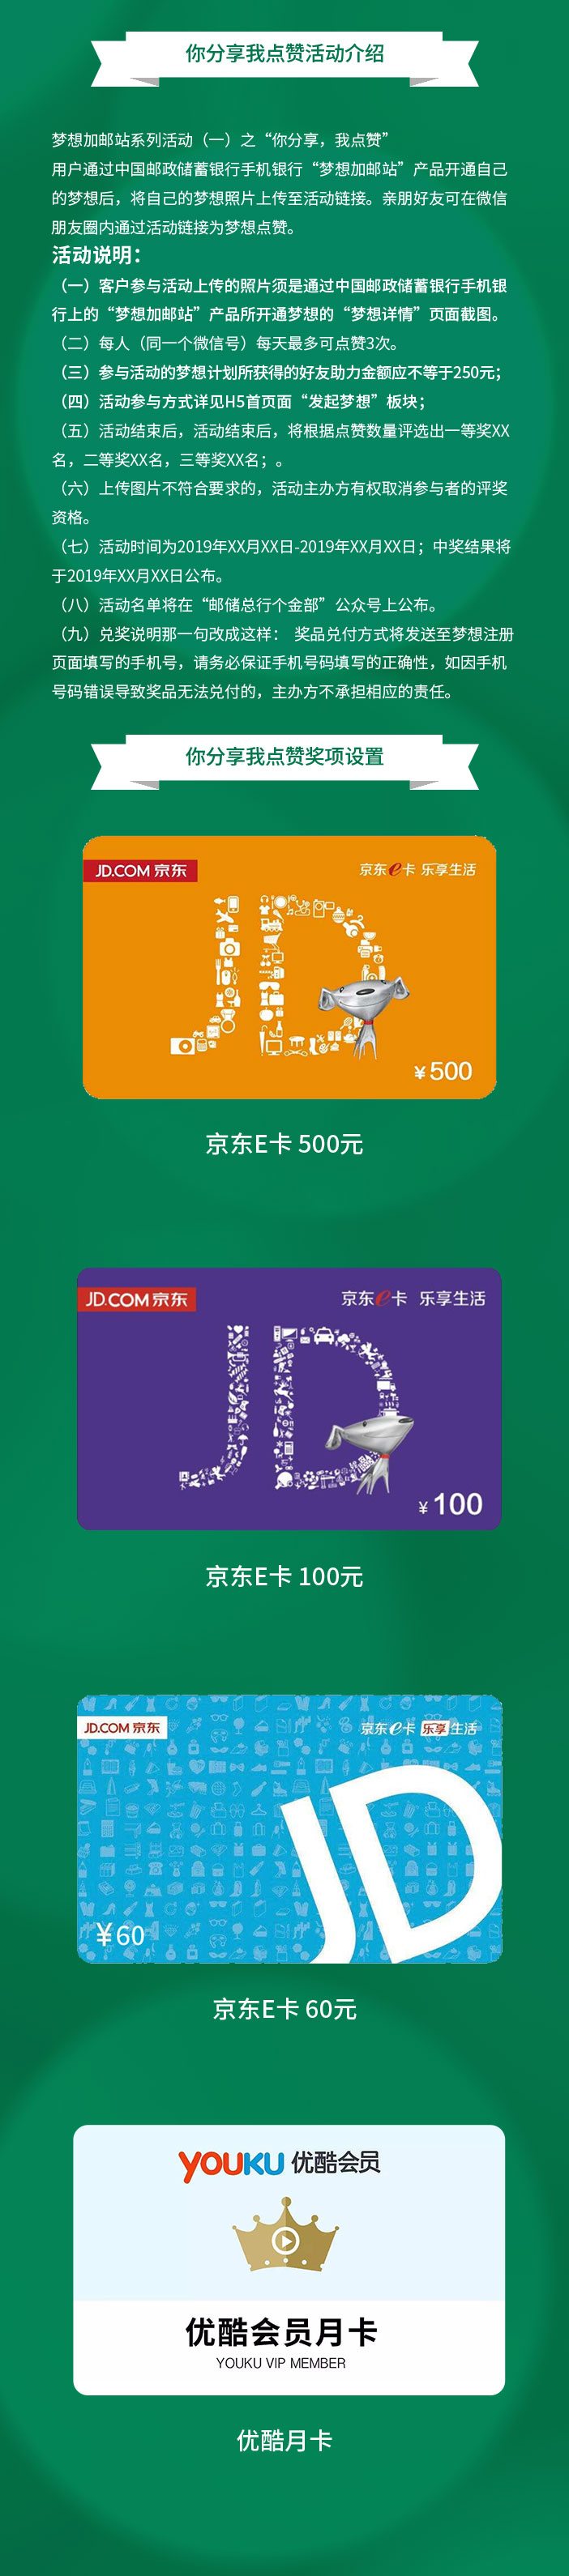 你分享我点赞活动介绍
梦想加邮站系列活动（一）之“你分享，我点赞”
用户通过中国邮政储蓄银行手机银行“梦想加邮站”产品开通自己
的梦想后，将自己的梦想照片上传至活动链接。亲朋好友可在微信
朋友圈内通过活动链接为梦想点赞。
活动说明：
（一）客户参与活动上传的照片须是通过中国邮政储蓄银行手机银
行上的“梦想加邮站”产品所开通梦想的“梦想详情”页面截图。
（二）每人（同一个微信号）每天最多可点赞3次。
（三）参与活动的梦想计划所获得的好友助力金额应不等于250元；
（四）活动参与方式详见H5首页面“发起梦想”板块；
（五）活动结束后，活动结束后，将根据点赞数量评选出一等奖XX
名，二等奖XX名，三等奖XX名；。
（六）上传图片不符合要求的，活动主办方有权取消参与者的评奖
资格。
（七）活动时间为2019年XX月XX日-2019年XX月XX日；中奖结果将
于2019年XX月XX日公布。
（八）活动名单将在“邮储总行个金部”公众号上公布。
（九）兑奖说明那一句改成这样： 奖品兑付方式将发送至梦想注册
页面填写的手机号，请务必保证手机号码填写的正确性，如因手机
号码错误导致奖品无法兑付的，主办方不承担相应的责任。
你分享我点赞奖项设置
JD.COM 京东 京东e卡 乐享生活
JD
¥500
京东E卡 500元
JD.COM 京东 京东e卡 乐享生活
JD
¥100
京东E卡 100元
JD.COM 京东 京东e卡 乐享生活
JD
¥60
京东E卡 60元
YOUKU 优酷会员
优酷会员月卡
YOUKU VIP MEMBER
优酷月卡